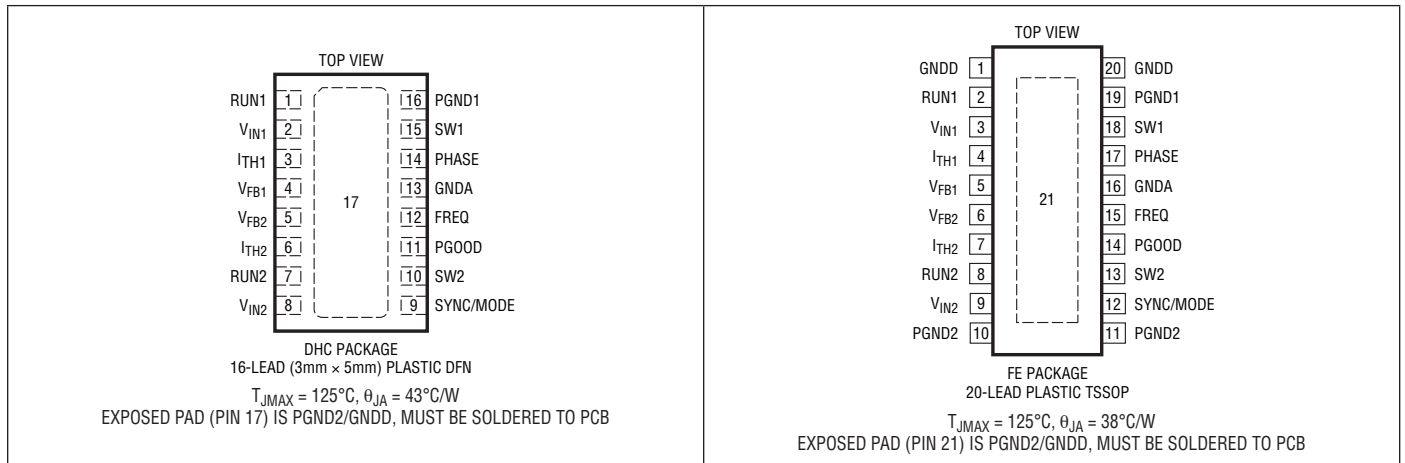 TOP VIEW
RUN1 1 16 PGND1
VIN1 2 15 SW1
ITH1 3 14 PHASE
VFB1 4 13 GNDA
17
VFB2 5 12 FREQ
ITH2 6 11 PGOOD
RUN2 7 10 SW2
VIN2 8 9 SYNC/MODE
DHC PACKAGE
16-LEAD (3mm × 5mm) PLASTIC DFN
TJMAX = 125°C, θJA = 43°C/W
EXPOSED PAD (PIN 17) IS PGND2/GNDD, MUST BE SOLDERED TO PCB
TOP VIEW
GNDD 1 20 GNDD
RUN1 2 19 PGND1
VIN1 3 18 SW1
ITH1 4 17 PHASE
VFB1 5 16 GNDA
21
VFB2 6 15 FREQ
ITH2 7 14 PGOOD
RUN2 8 13 SW2
VIN2 9 12 SYNC/MODE
PGND2 10 11 PGND2
FE PACKAGE
20-LEAD PLASTIC TSSOP
TJMAX = 125°C, θJA = 38°C/W
EXPOSED PAD (PIN 21) IS PGND2/GNDD, MUST BE SOLDERED TO PCB